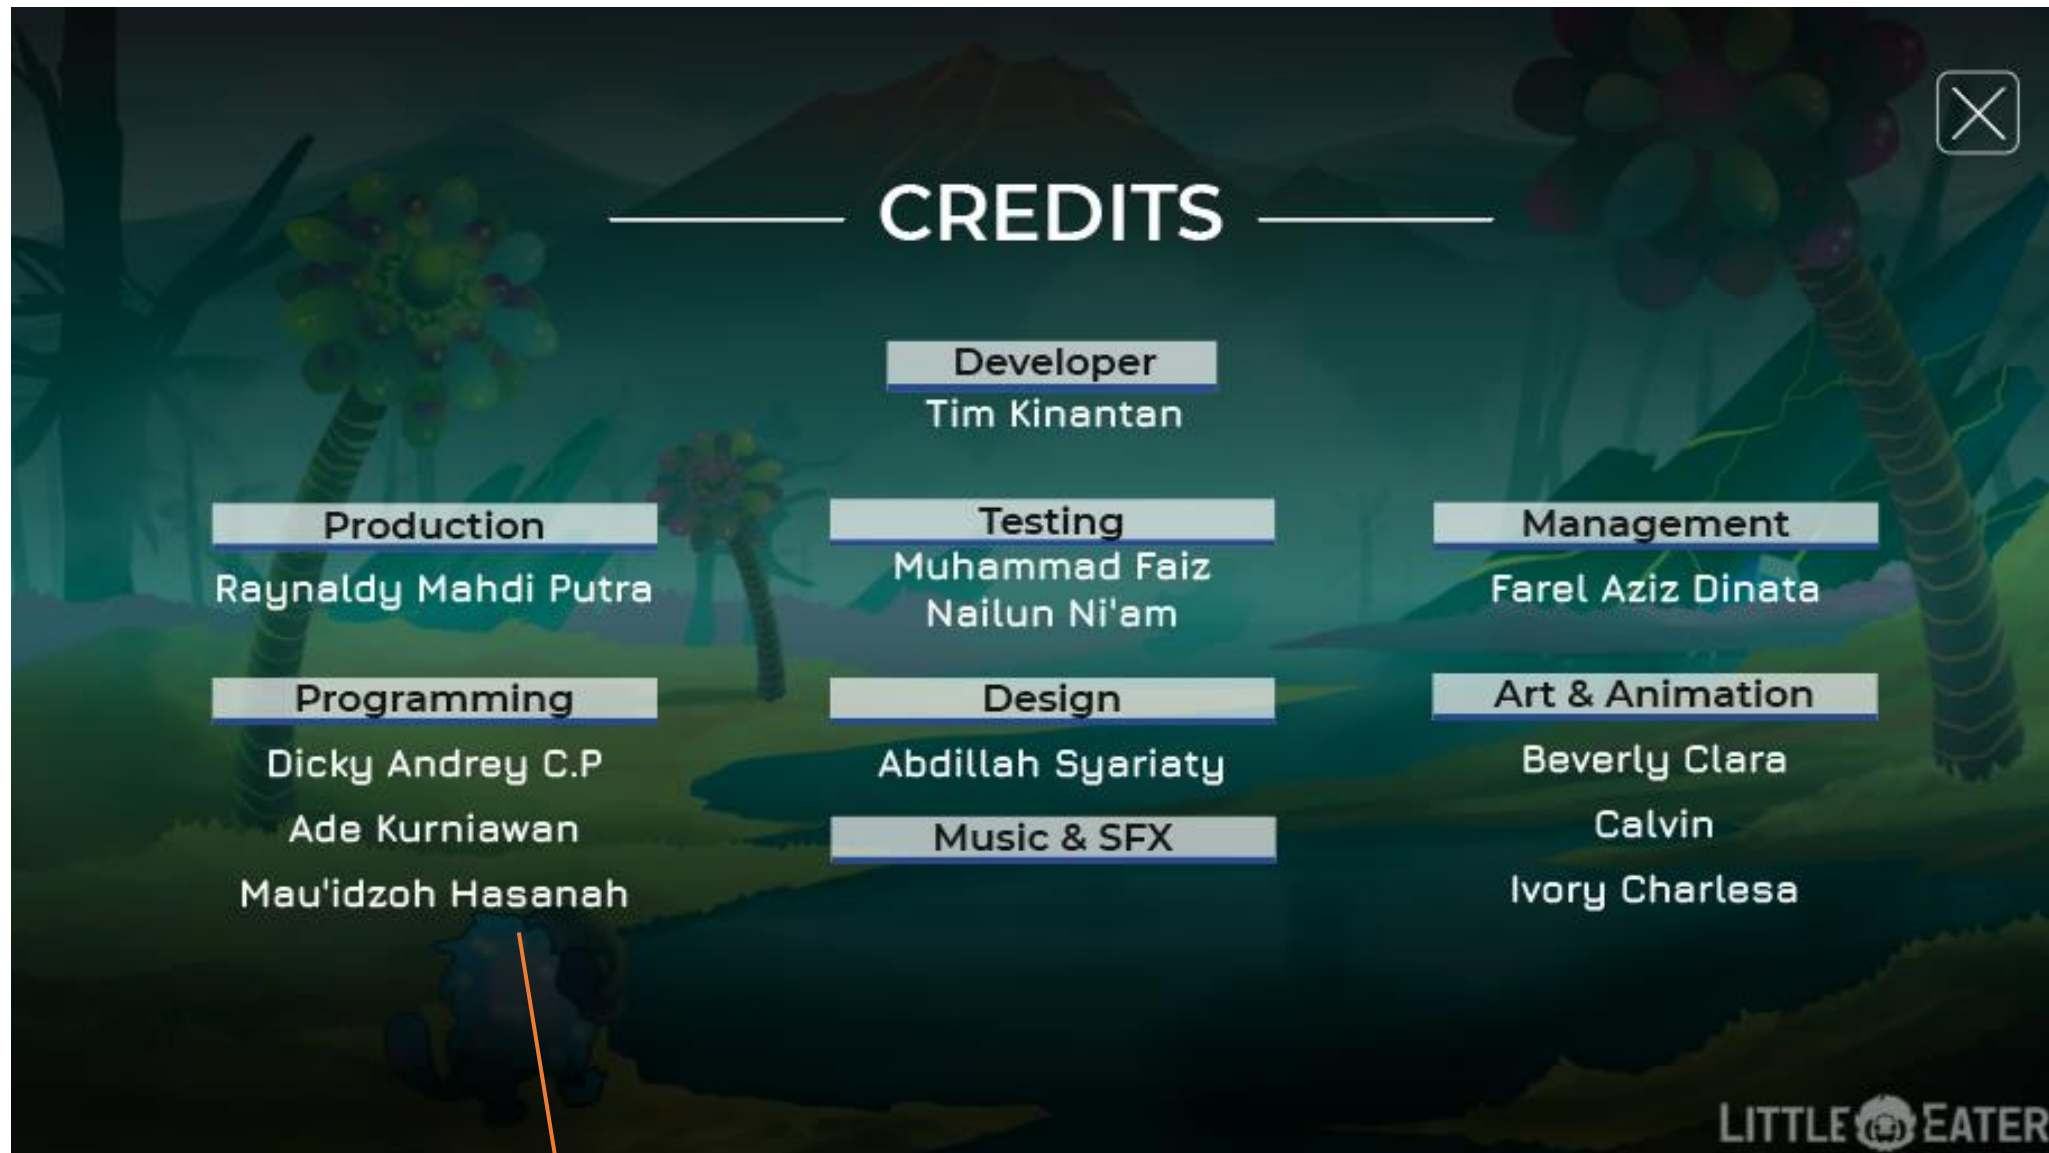 CREDITS
Developer
Tim Kinantan
Production
Raynaldy Mahdi Putra
Testing
Muhammad Faiz
Nailun Ni'am
Management
Farel Aziz Dinata
Programming
Dicky Andrey C.P
Ade Kurniawan
Mau'idzoh Hasanah
Design
Abdillah Syariaty
Music & SFX
Art & Animation
Beverly Clara
Calvin
Ivory Charlesa
LITTLE EATER